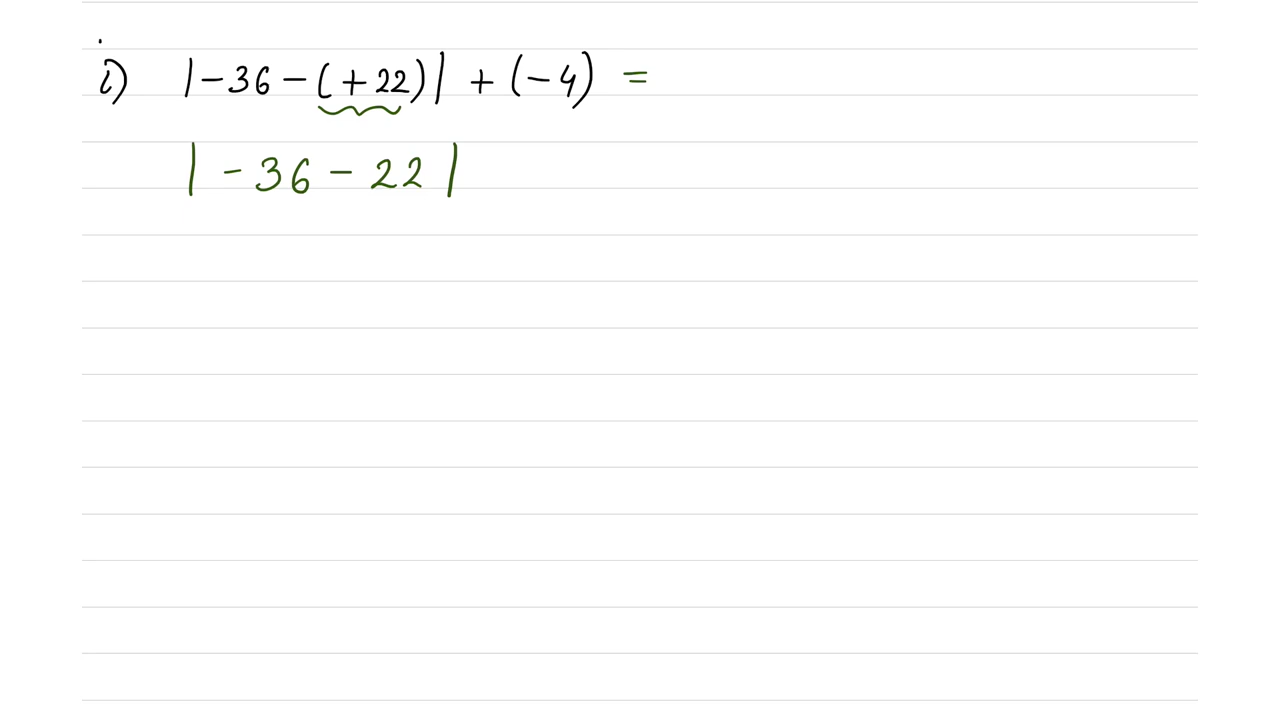 i) |-36-(+22)| + (-4) =
|-36-22|